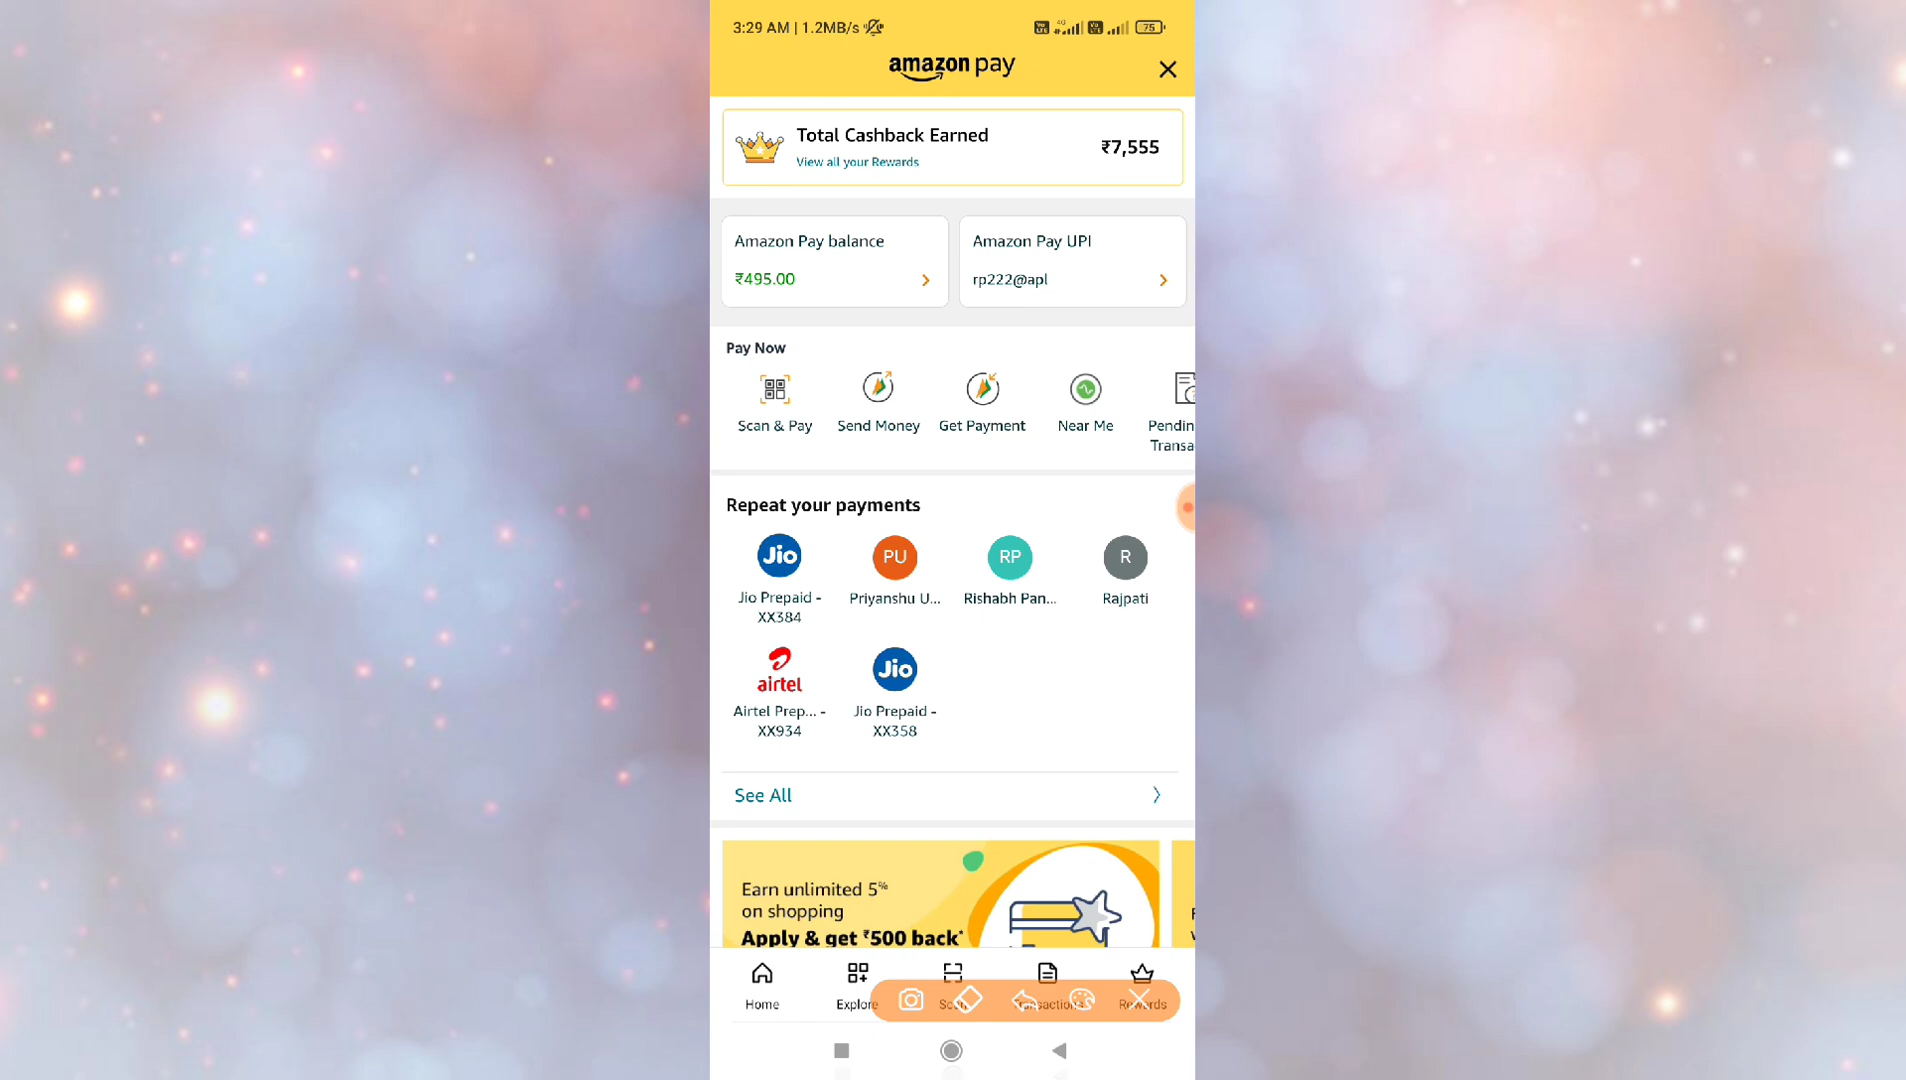 3:29 AM | 1.2MB/s 4G 75
amazon pay
Total Cashback Earned
₹7,555
View all your Rewards
Amazon Pay balance
₹495.00
Amazon Pay UPI
rp222@apl
Pay Now
Scan & Pay
Send Money
Get Payment
Near Me
Pendin
Transa
Repeat your payments
Jio
PU
RP
R
Jio Prepaid -
XX384
Priyanshu U...
Rishabh Pan...
Rajpati
airtel
Jio
Airtel Prep... -
XX934
Jio Prepaid -
XX358
See All
Earn unlimited 5%
on shopping
Apply & get ₹500 back*
Home
Explore
Transactions
Rewards